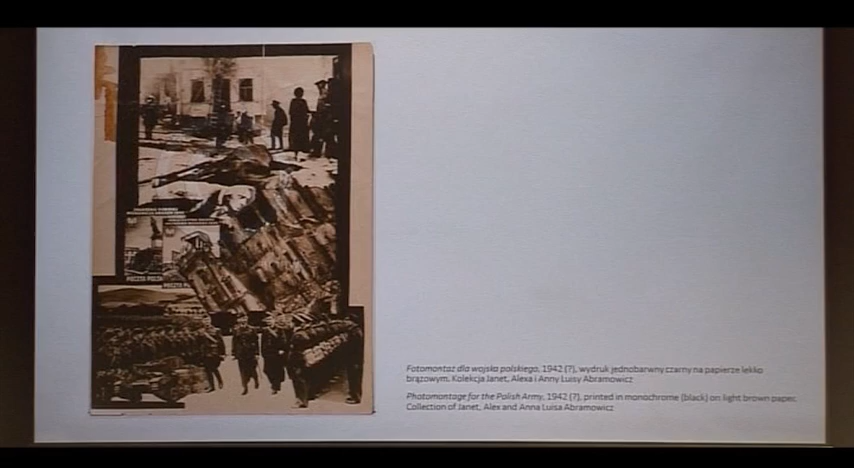 POCZTA
Fotomontaż dla wojska polskiego, 1942 (?), wydruk jednobarwny czarny na papierze lekko
brązowym. Kolekcja Janet, Alexa i Anny Luisy Abramowicz
Photomontage for the Polish Army, 1942 (?), printed in monochrome (black) on light brown paper.
Collection of Janet, Alex and Anna Luisa Abramowicz